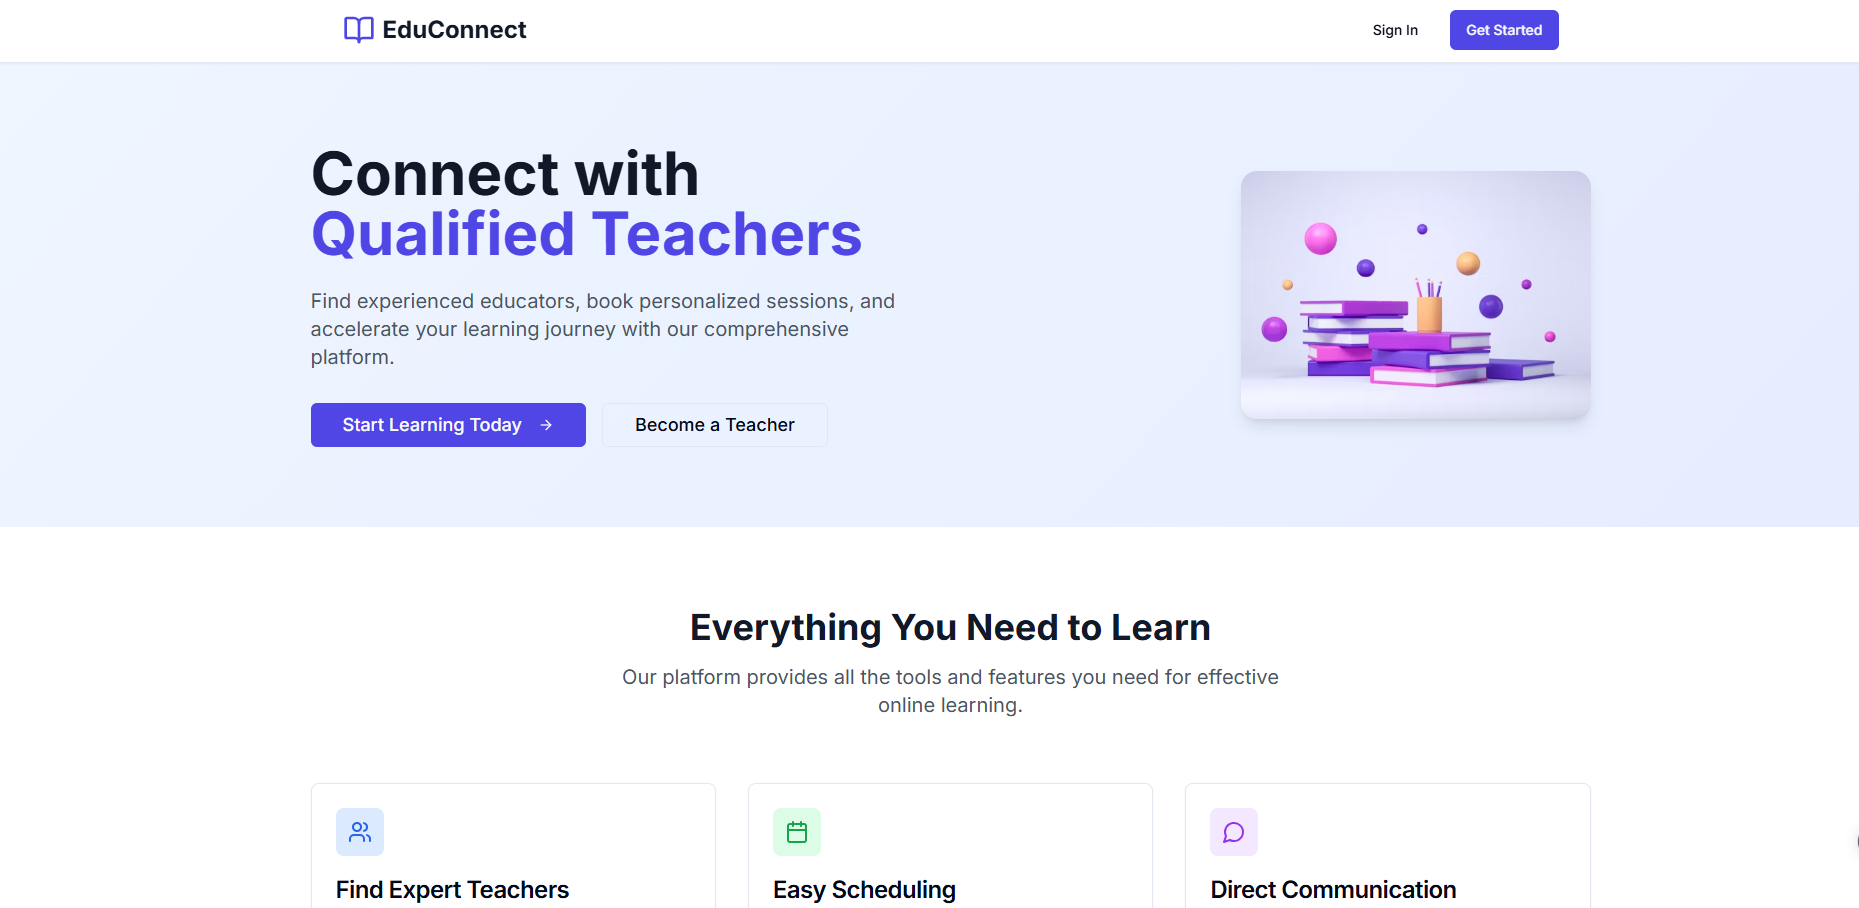 EduConnect
Sign In
Get Started
Connect with
Qualified Teachers
Find experienced educators, book personalized sessions, and
accelerate your learning journey with our comprehensive
platform.
Start Learning Today
Become a Teacher
Everything You Need to Learn
Our platform provides all the tools and features you need for effective
online learning.
Find Expert Teachers
Easy Scheduling
Direct Communication